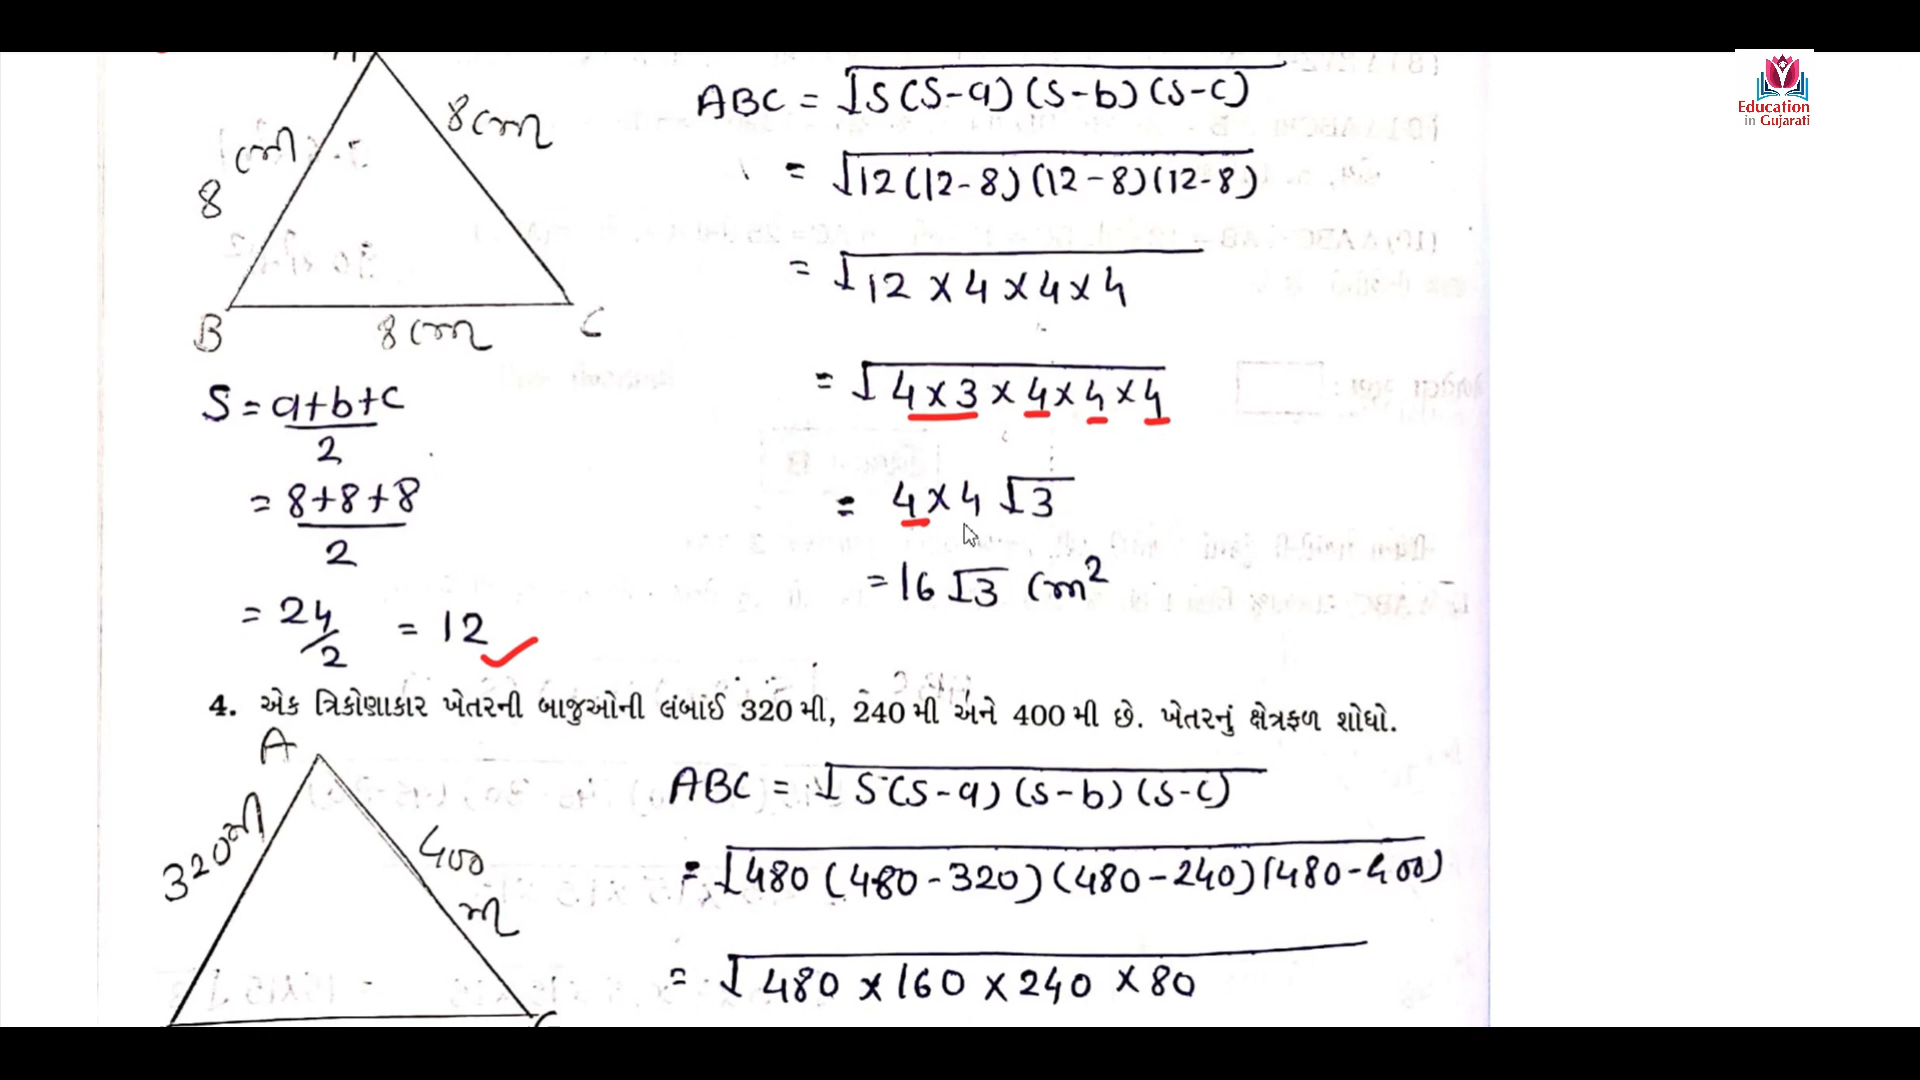 Education
in Gujarati
8 cm
8 cm
B
8 cm
C
ABC = √S(S-a)(S-b)(S-c)
= √12(12-8)(12-8)(12-8)
= √12 × 4 × 4 × 4
= √4 × 3 × 4 × 4 × 4
= 4 × 4 √3
= 16 √3 cm²
S = a+b+c
2
= 8+8+8
2
= 24/2 = 12
4. એક ત્રિકોણાકાર ખેતરની બાજુઓની લંબાઈ 320 મી, 240 મી અને 400 મી છે. ખેતરનું ક્ષેત્રફળ શોધો.
A
320 મી
400
મી
ABC = √S(S-a)(S-b)(S-c)
= √480 (480-320)(480-240)(480-400)
= √480 × 160 × 240 × 80